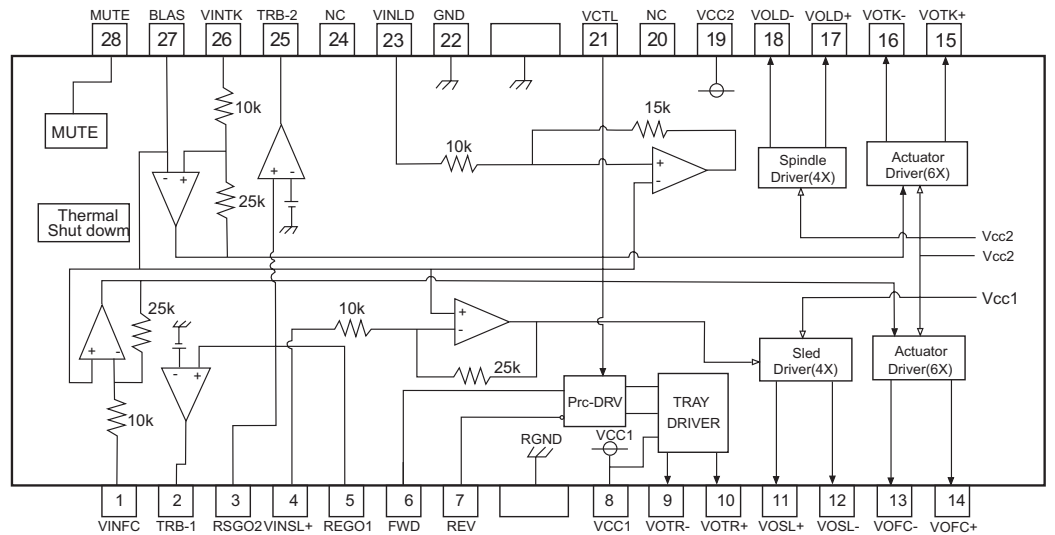 MUTE BLAS VINTK TRB-2 NC VINLD GND VCTL NC VCC2 VOLD- VOLD+ VOTK- VOTK+
28 27 26 25 24 23 22 21 20 19 18 17 16 15
10k
15k
MUTE
10k
+
-
Spindle
Driver(4X)
Actuator
Driver(6X)
- +
+ -
25k
Thermal
Shut down
Vcc2
Vcc2
Vcc1
25k
10k
+
-
+ -
- +
25k
Sled
Driver(4X)
Actuator
Driver(6X)
10k
Prc-DRV
TRAY
DRIVER
RGND
VCC1
1 2 3 4 5 6 7 8 9 10 11 12 13 14
VINFC TRB-1 RSGO2 VINSL+ REGO1 FWD REV VCC1 VOTR- VOTR+ VOSL+ VOSL- VOFC- VOFC+